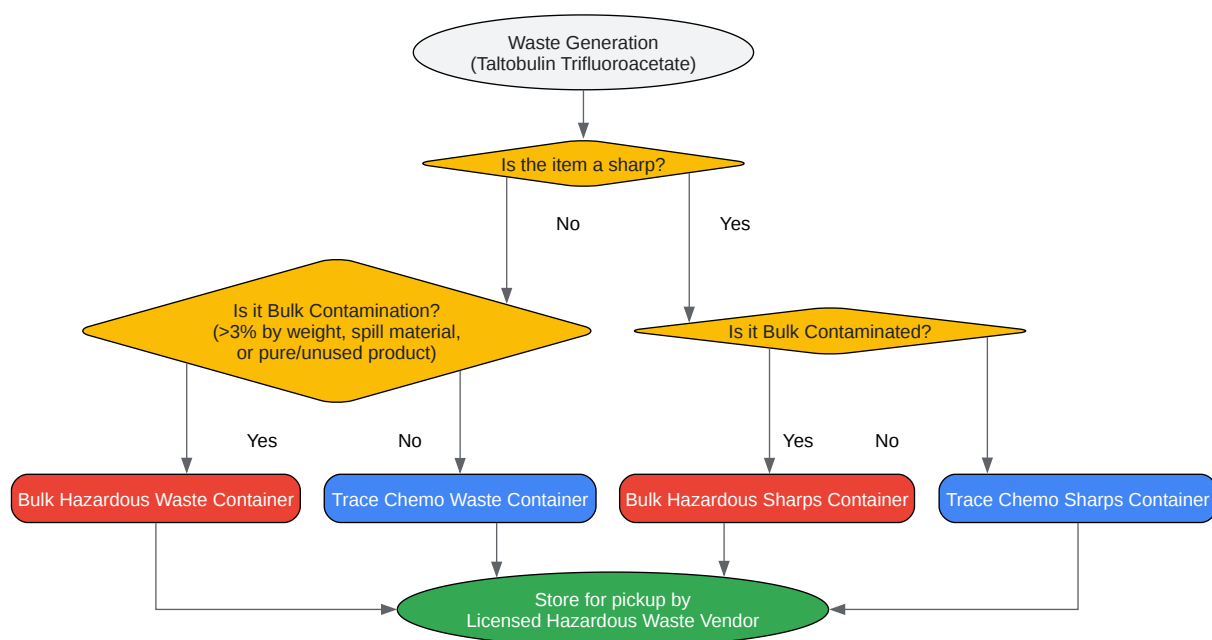 Waste Generation
(Taltobulin Trifluoroacetate)
Is the item a sharp?
No
Yes
Is it Bulk Contamination?
(>3% by weight, spill material,
or pure/unused product)
Is it Bulk Contaminated?
Yes
No
Yes
No
Bulk Hazardous Waste Container
Trace Chemo Waste Container
Bulk Hazardous Sharps Container
Trace Chemo Sharps Container
Store for pickup by
Licensed Hazardous Waste Vendor